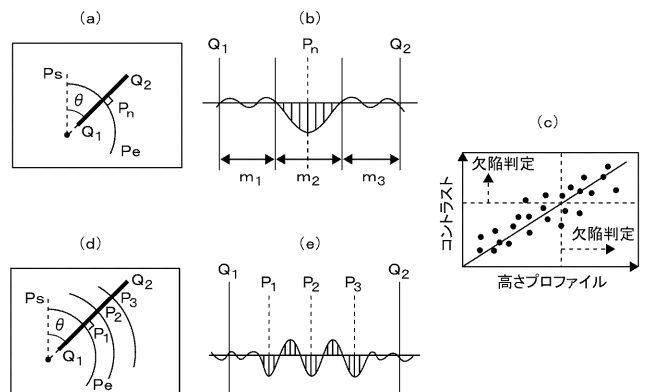 (a)
Ps
θ
Q2
Pn
Q1
Pe
(b)
Q1
Pn
Q2
m1
m2
m3
(c)
欠陥判定
コントラスト
欠陥判定
高さプロファイル
(d)
Ps
θ
Q2
P3
P2
P1
Q1
Pe
(e)
Q1
P1
P2
P3
Q2